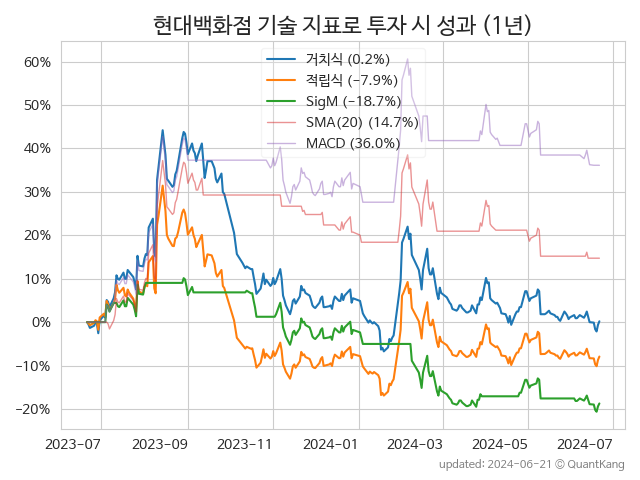 현대백화점 기술 지표로 투자 시 성과 (1년)
거치식 (0.2%)
적립식 (-7.9%)
SigM (-18.7%)
SMA(20) (14.7%)
MACD (36.0%)
60%
50%
40%
30%
20%
10%
0%
-10%
-20%
2023-07 2023-09 2023-11 2024-01 2024-03 2024-05 2024-07
updated: 2024-06-21 © QuantKang